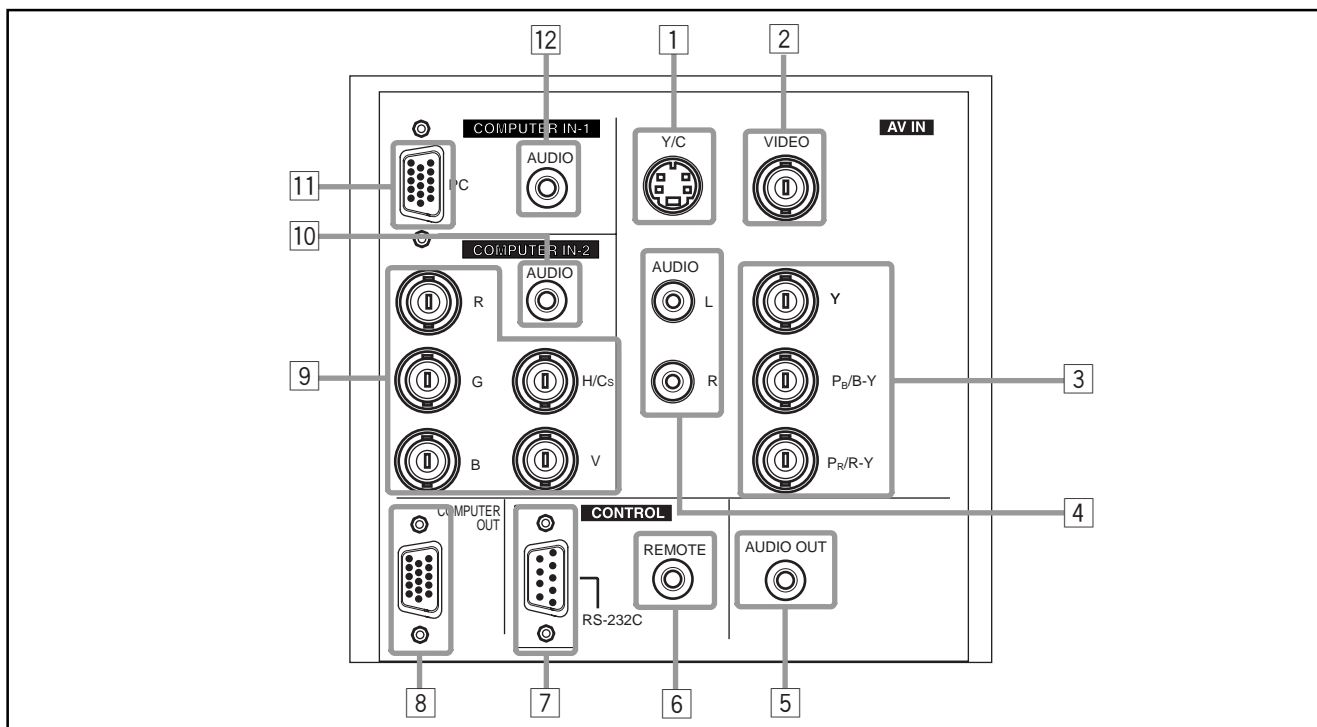 12
1
2
COMPUTER IN-1
AV IN
AUDIO
Y/C
VIDEO
11
PC
10
COMPUTER IN-2
AUDIO
AUDIO
R
L
Y
9
G
H/Cs
R
PB/B-Y
3
B
V
PR/R-Y
4
COMPUTER
OUT
CONTROL
REMOTE
AUDIO OUT
RS-232C
8
7
6
5